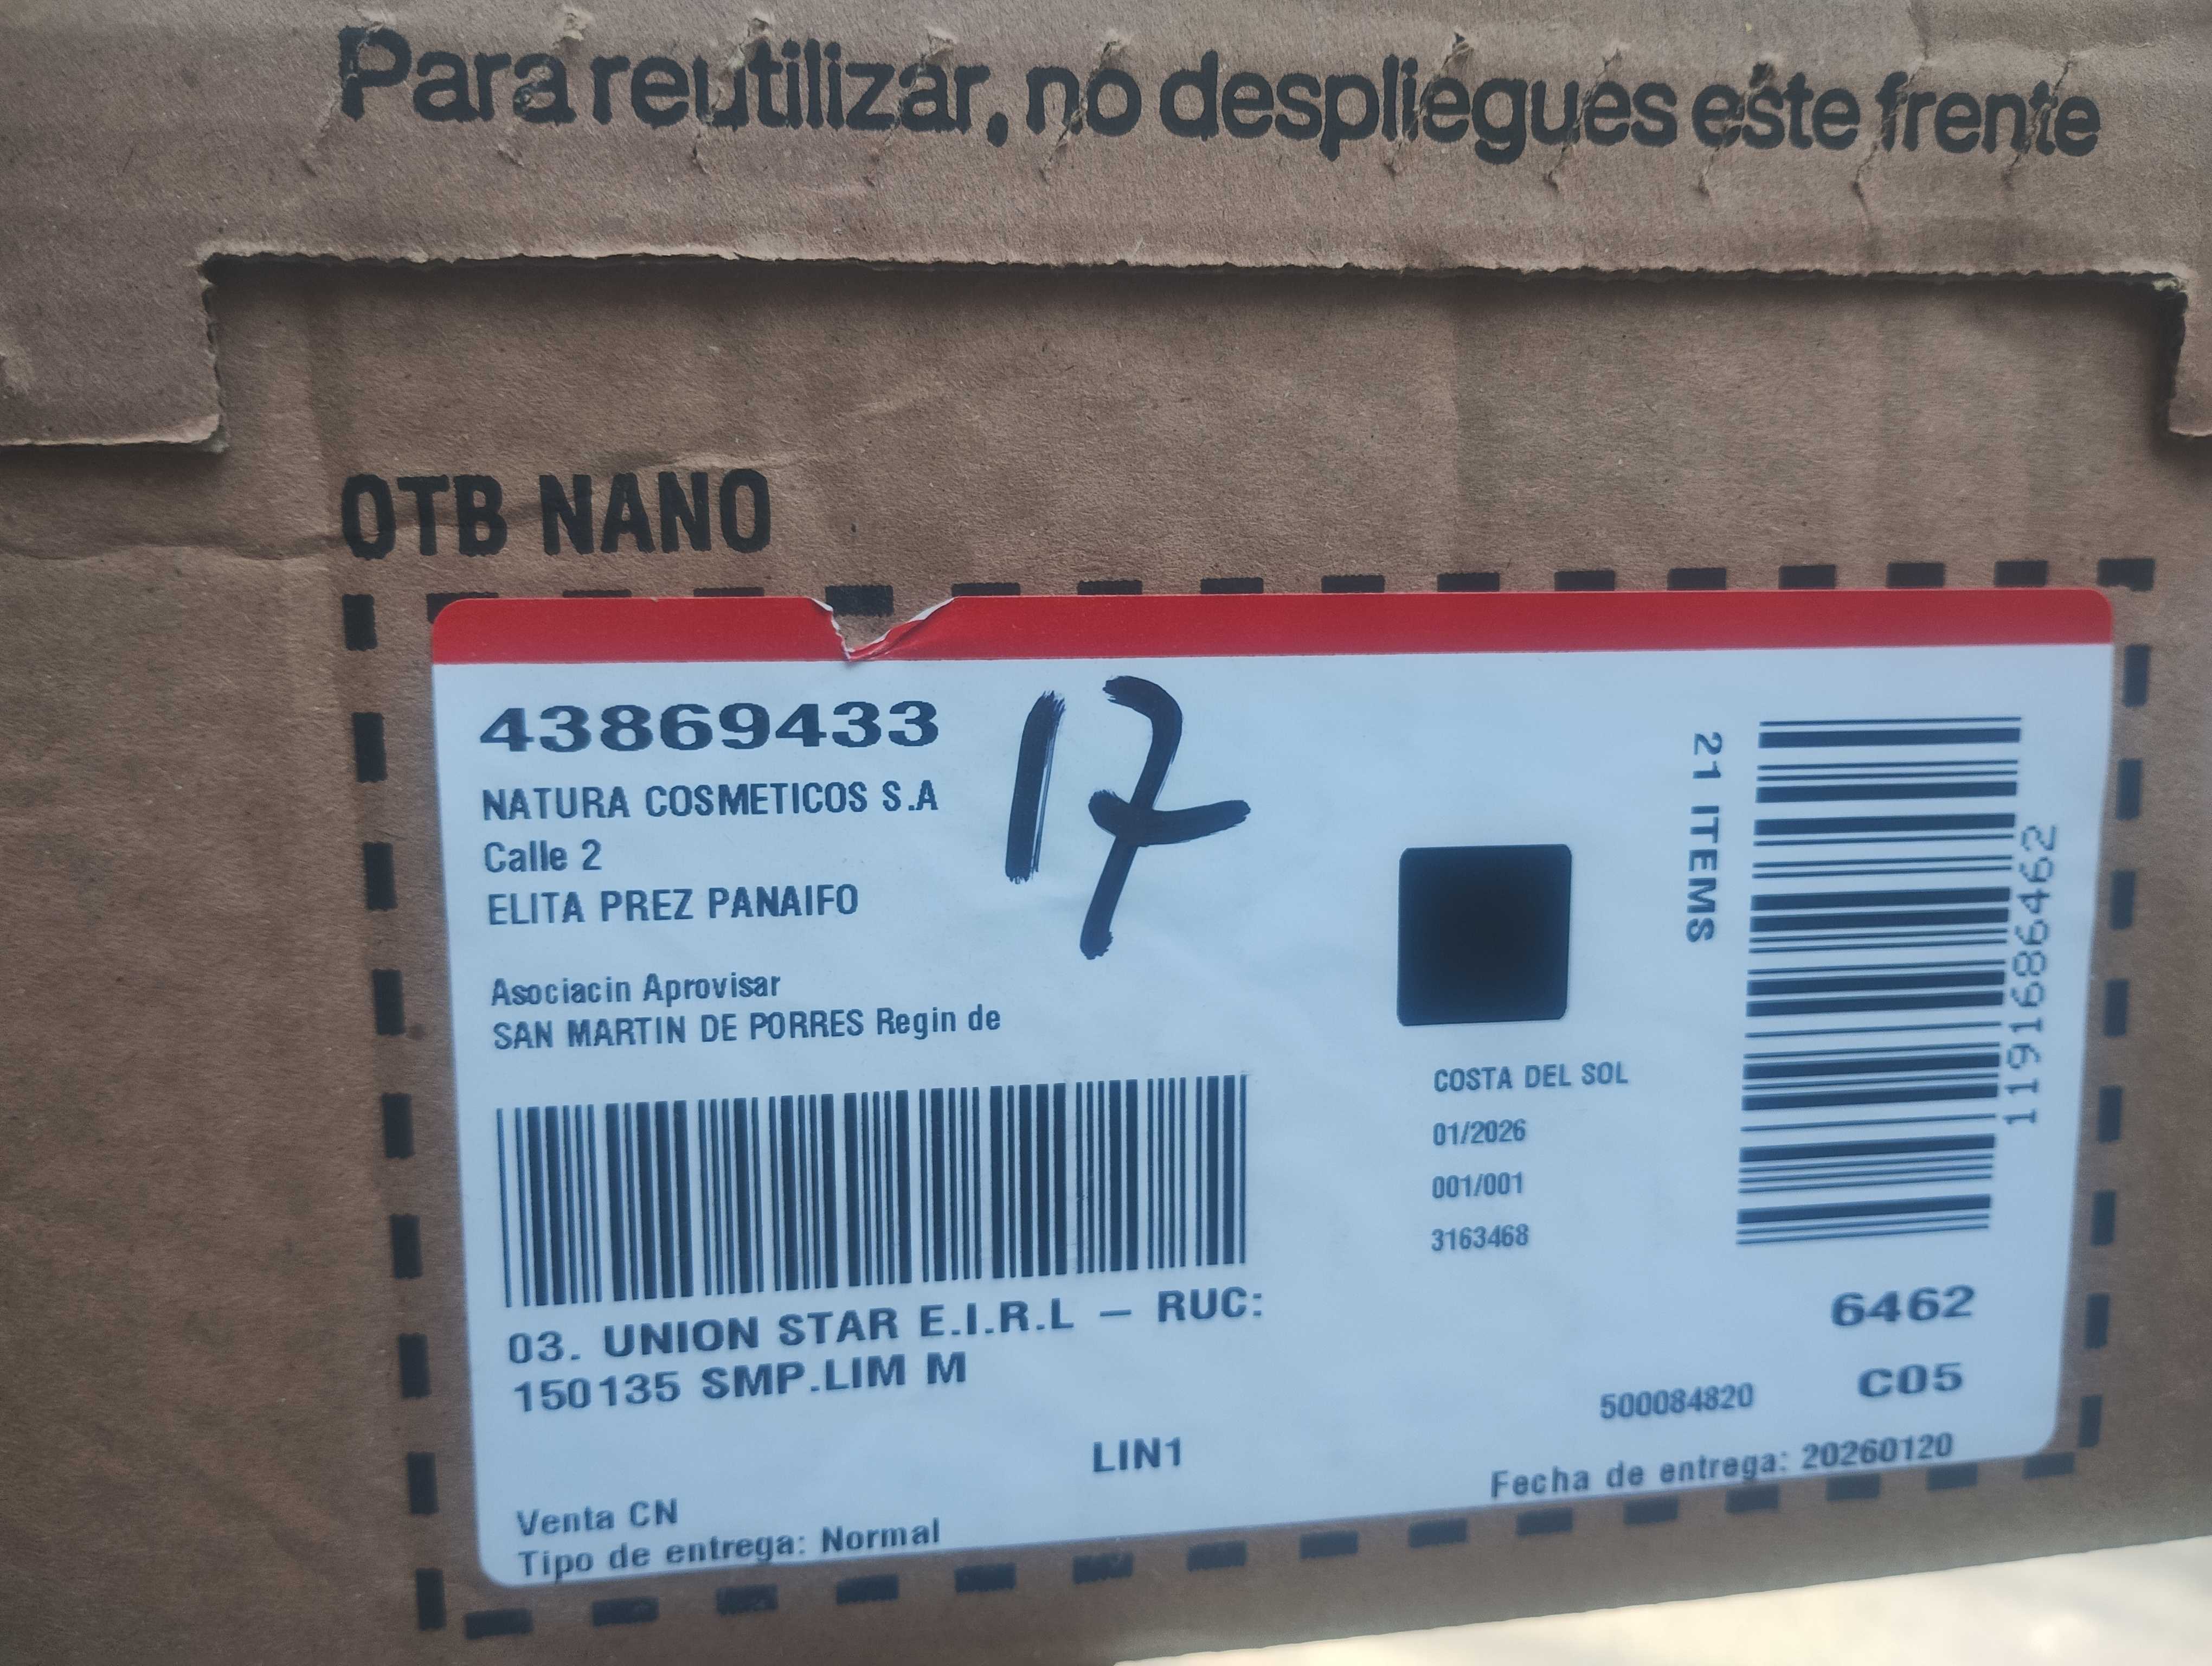 Para reutilizar, no despliegues este frente
OTB NANO
43869433
17
NATURA COSMETICOS S.A
Calle 2
ELITA PREZ PANAIFO
Asociacin Aprovisar
SAN MARTIN DE PORRES Regin de
21 ITEMS
1191686462
COSTA DEL SOL
01/2026
001/001
3163468
03. UNION STAR E.I.R.L – RUC:
150135 SMP.LIM M
6462
C05
500084820
LIN1
Fecha de entrega: 20260120
Venta CN
Tipo de entrega: Normal